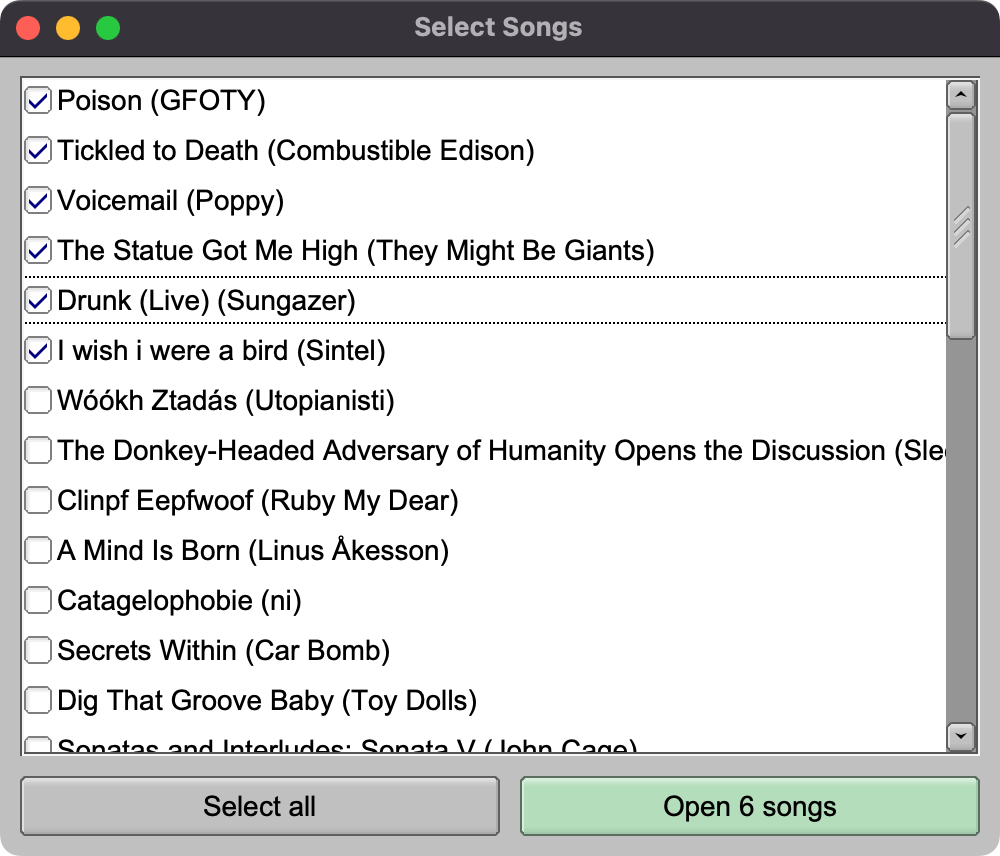 Select Songs
Poison (GFOTY)
Tickled to Death (Combustible Edison)
Voicemail (Poppy)
The Statue Got Me High (They Might Be Giants)
Drunk (Live) (Sungazer)
I wish i were a bird (Sintel)
Wóókh Ztadás (Utopianisti)
The Donkey-Headed Adversary of Humanity Opens the Discussion (Slee
Clinpf Eepfwoof (Ruby My Dear)
A Mind Is Born (Linus Åkesson)
Catagelophobie (ni)
Secrets Within (Car Bomb)
Dig That Groove Baby (Toy Dolls)
Sonatas and Interludes: Sonata V (John Cage)
Select all
Open 6 songs